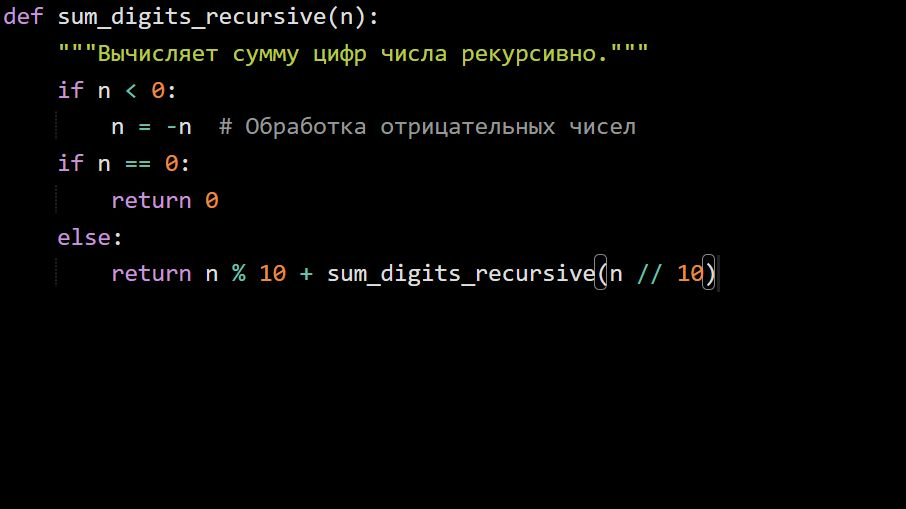 def sum_digits_recursive(n):
    """Вычисляет сумму цифр числа рекурсивно."""
    if n < 0:
        n = -n  # Обработка отрицательных чисел
    if n == 0:
        return 0
    else:
        return n % 10 + sum_digits_recursive(n // 10)